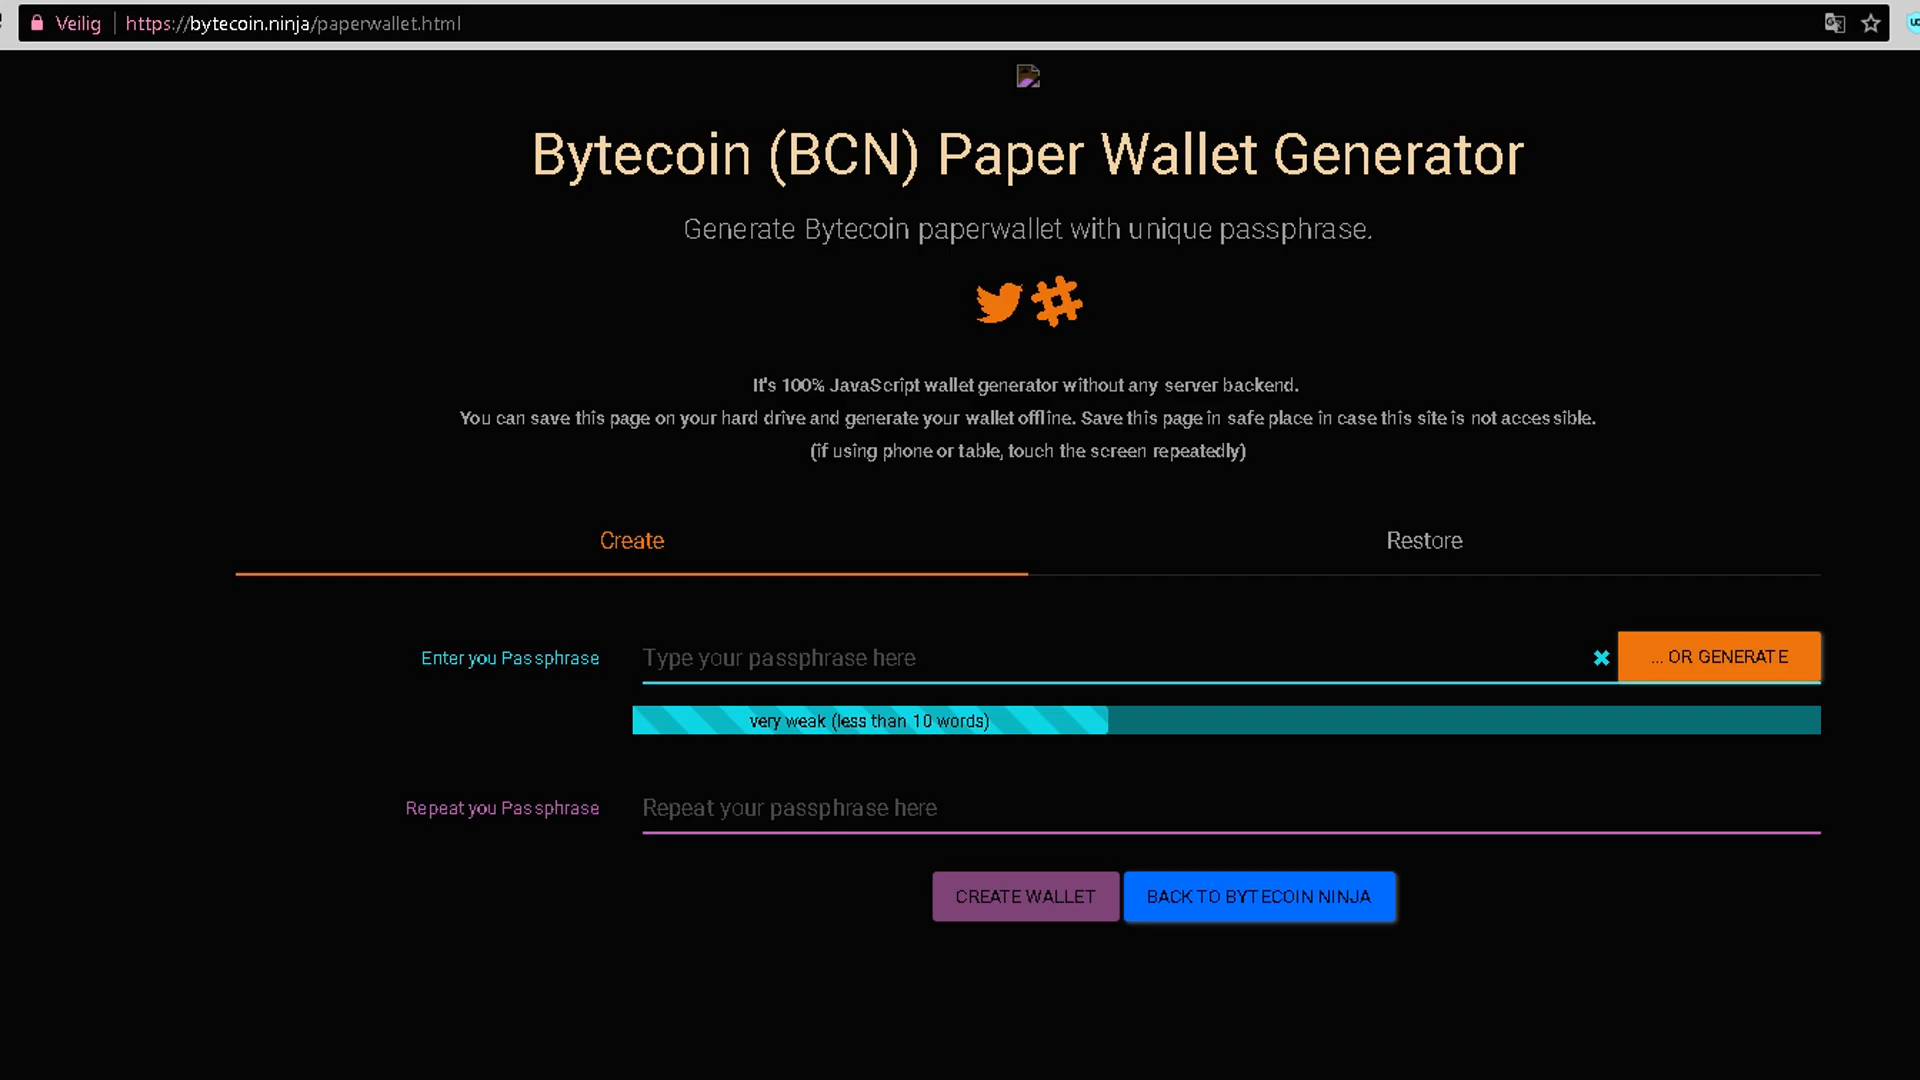 Veilig https://bytecoin.ninja/paperwallet.html
Bytecoin (BCN) Paper Wallet Generator
Generate Bytecoin paperwallet with unique passphrase.
It's 100% JavaScript wallet generator without any server backend.
You can save this page on your hard drive and generate your wallet offline. Save this page in safe place in case this site is not accessible.
(if using phone or table, touch the screen repeatedly)
Create Restore
Enter you Passphrase Type your passphrase here ... OR GENERATE
very weak (less than 10 words)
Repeat you Passphrase Repeat your passphrase here
CREATE WALLET BACK TO BYTECOIN NINJA